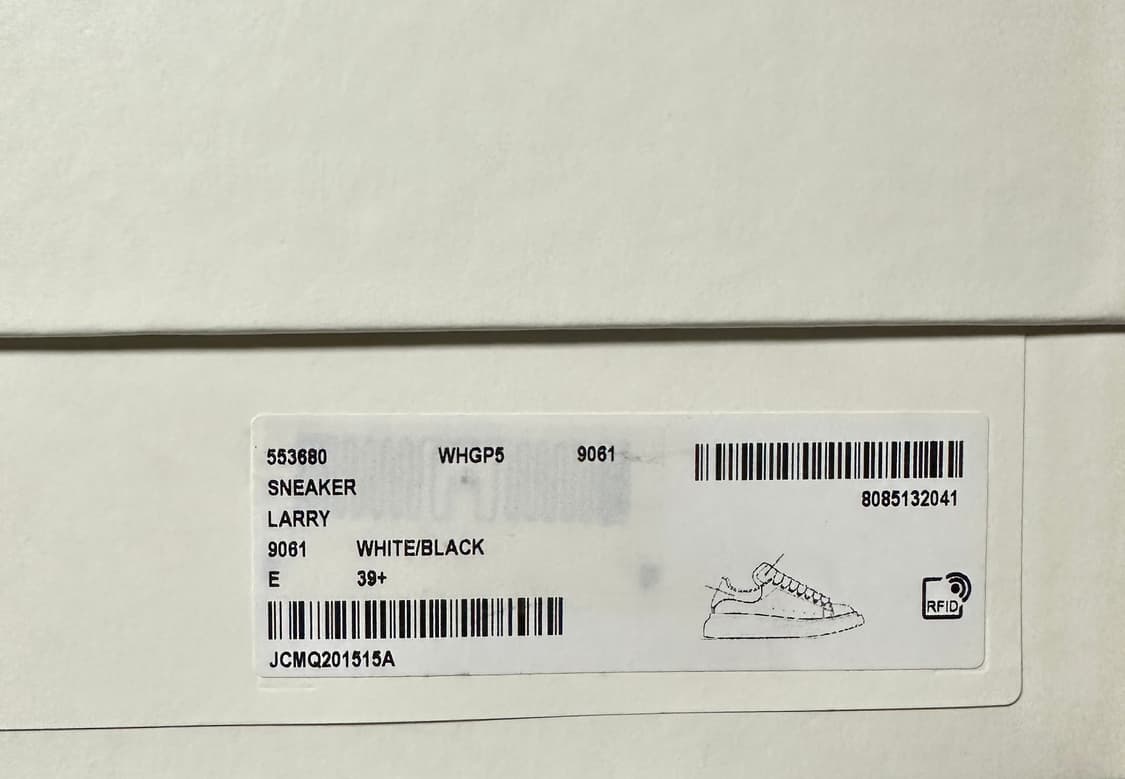 553680 WHGP5 9061
SNEAKER
LARRY
9061 WHITE/BLACK
E 39+
JCMQ201515A
8085132041
RFID